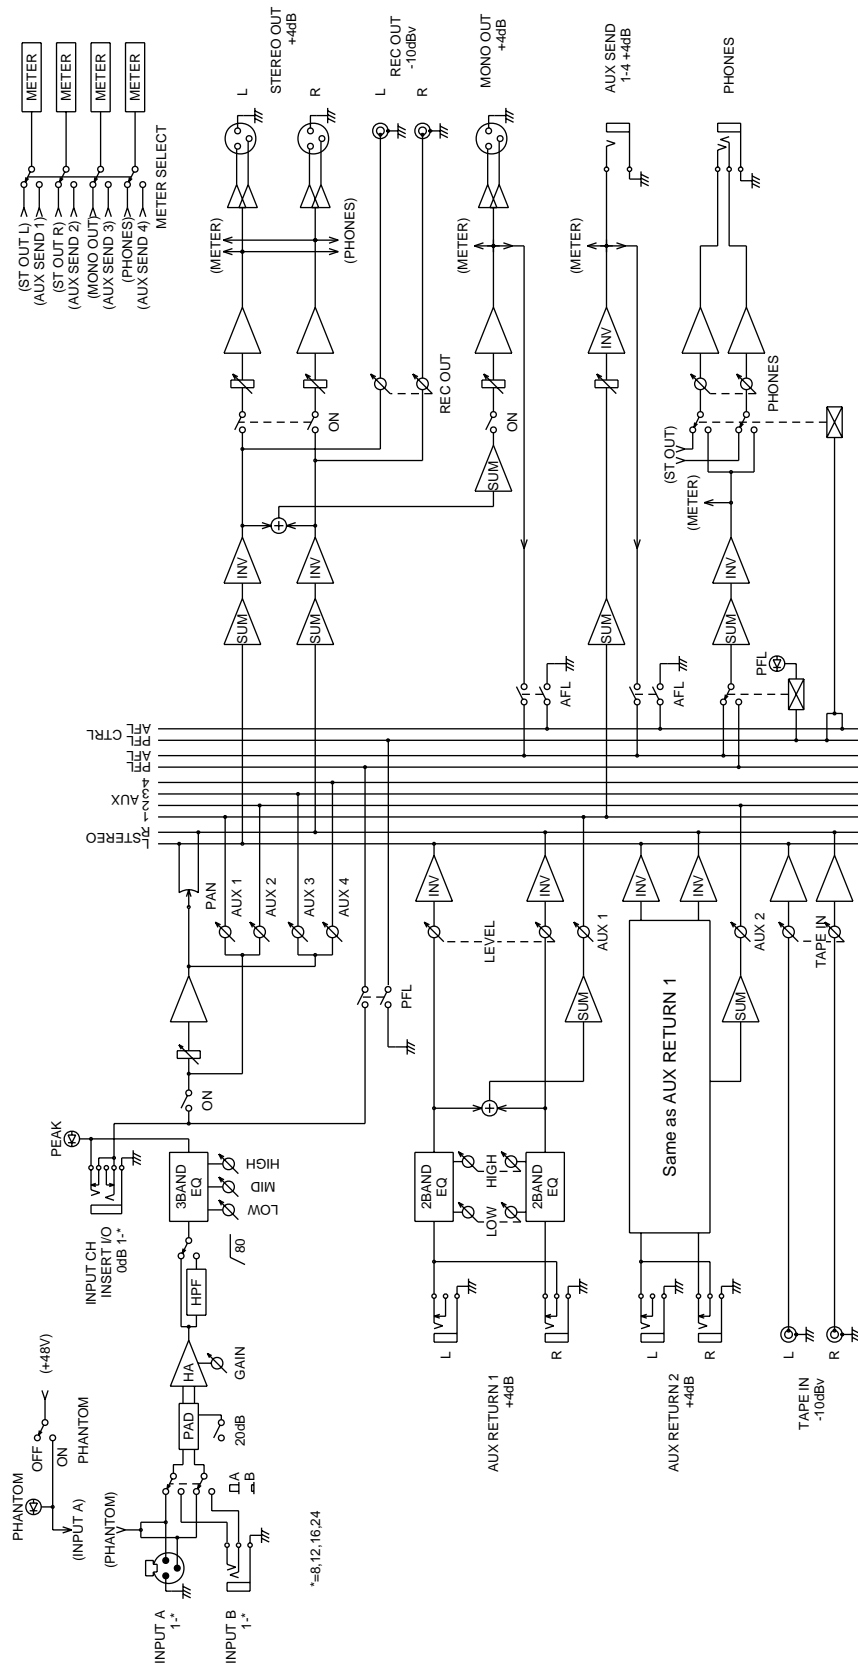 METER
METER
METER
METER
METER SELECT
(ST OUT L)
(AUX SEND 1)
(ST OUT R)
(AUX SEND 2)
(MONO OUT)
(AUX SEND 3)
(PHONES)
(AUX SEND 4)
STEREO OUT
+4dB
L
R
REC OUT
-10dBv
L
R
MONO OUT
+4dB
AUX SEND
1-4 +4dB
PHONES
(METER)
(PHONES)
(METER)
(METER)
ON
REC OUT
ON
INV
PHONES
(ST OUT)
(METER)
SUM
INV
INV
INV
SUM
SUM
SUM
SUM
AFL
AFL
PFL
AFL
PFL
CTRL
AFL
PFL
4
3
2
1
AUX
R
L
STEREO
PAN
AUX 1
AUX 2
AUX 3
AUX 4
PFL
INV
INV
LEVEL
AUX 1
SUM
INV
INV
AUX 2
SUM
TAPE IN
PEAK
ON
INPUT CH
INSERT I/O
0dB 1-*
3BAND
EQ
HIGH
MID
LOW
80
HPF
HA
GAIN
PAD
20dB
A
B
PHANTOM
(+48V)
OFF
ON
PHANTOM
(INPUT A)
(PHANTOM)
INPUT A
1-*
INPUT B
1-*
*=8,12,16,24
2BAND
EQ
HIGH
LOW
2BAND
EQ
L
R
AUX RETURN 1
+4dB
Same as AUX RETURN 1
L
R
AUX RETURN 2
+4dB
L
R
TAPE IN
-10dBv